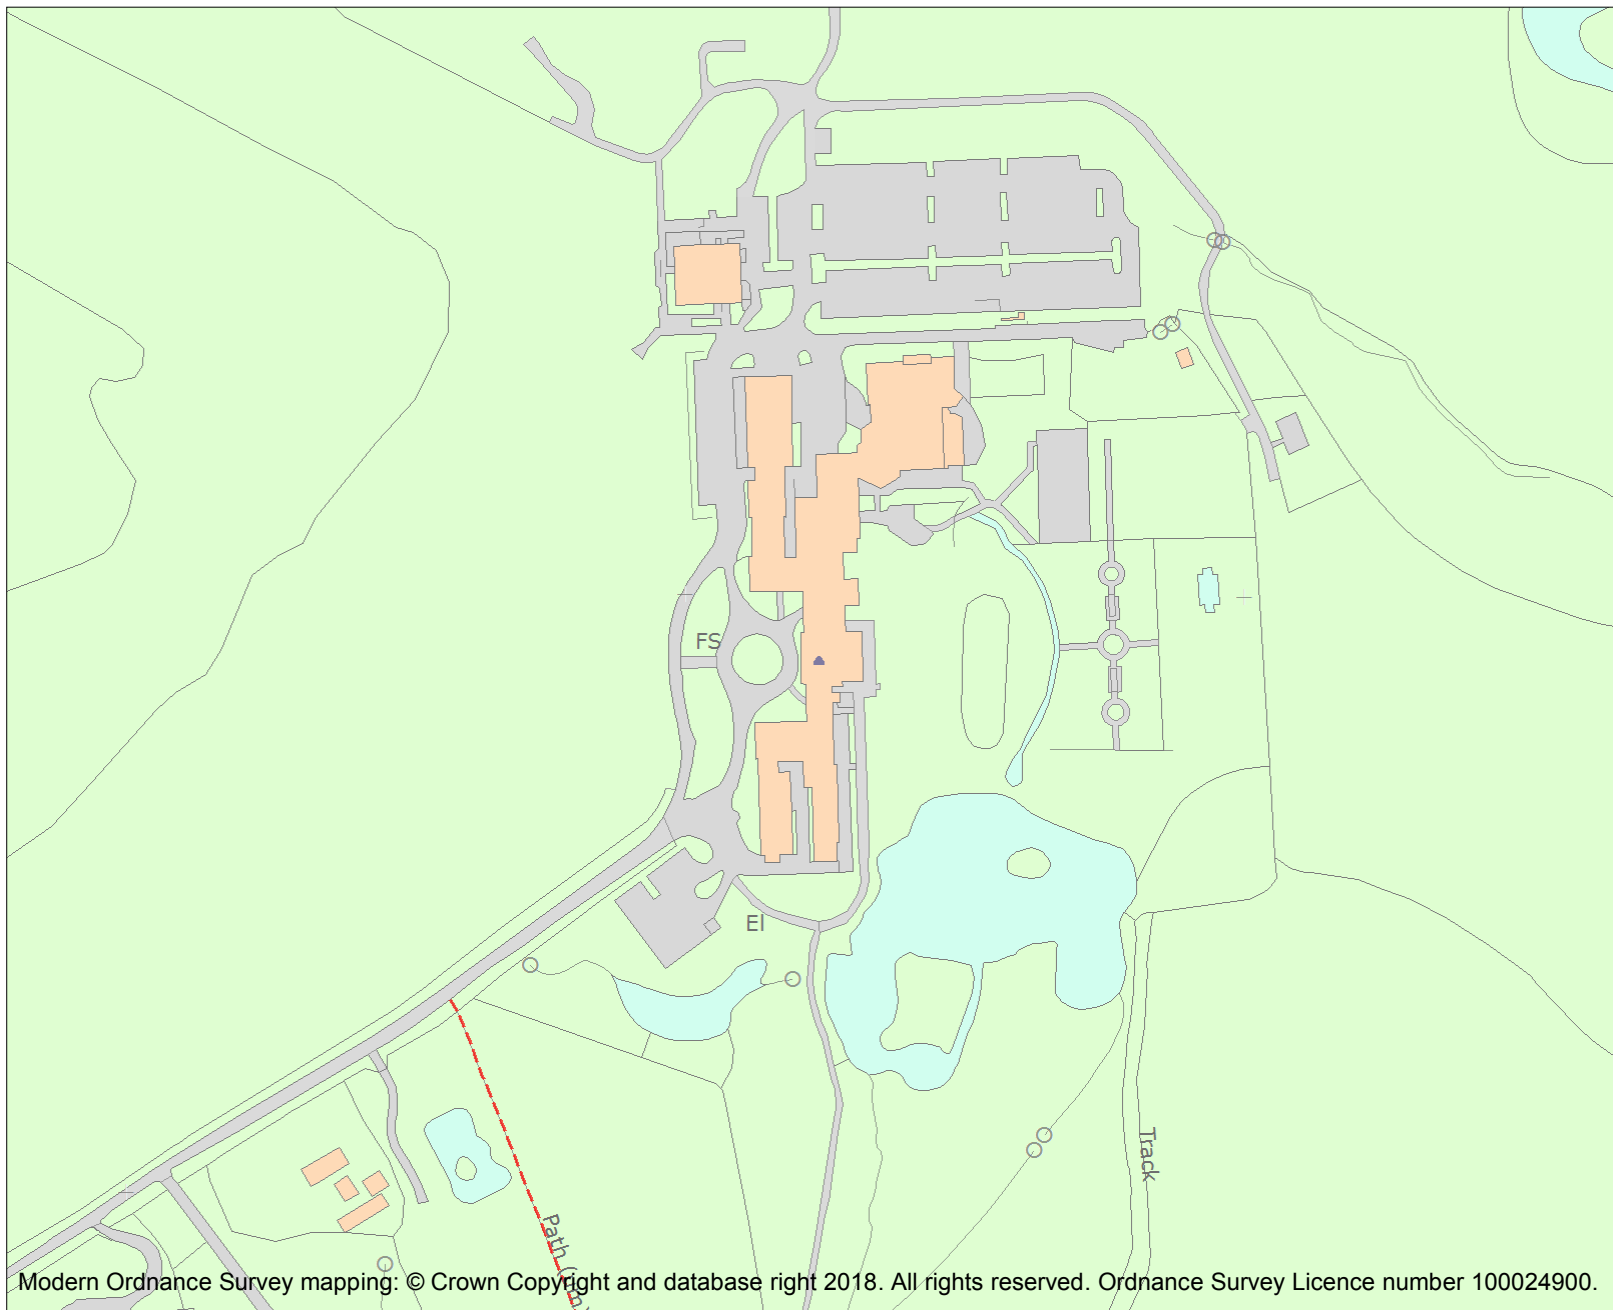 FS
El
Track
Path (um)
Modern Ordnance Survey mapping: © Crown Copyright and database right 2018. All rights reserved. Ordnance Survey Licence number 100024900.